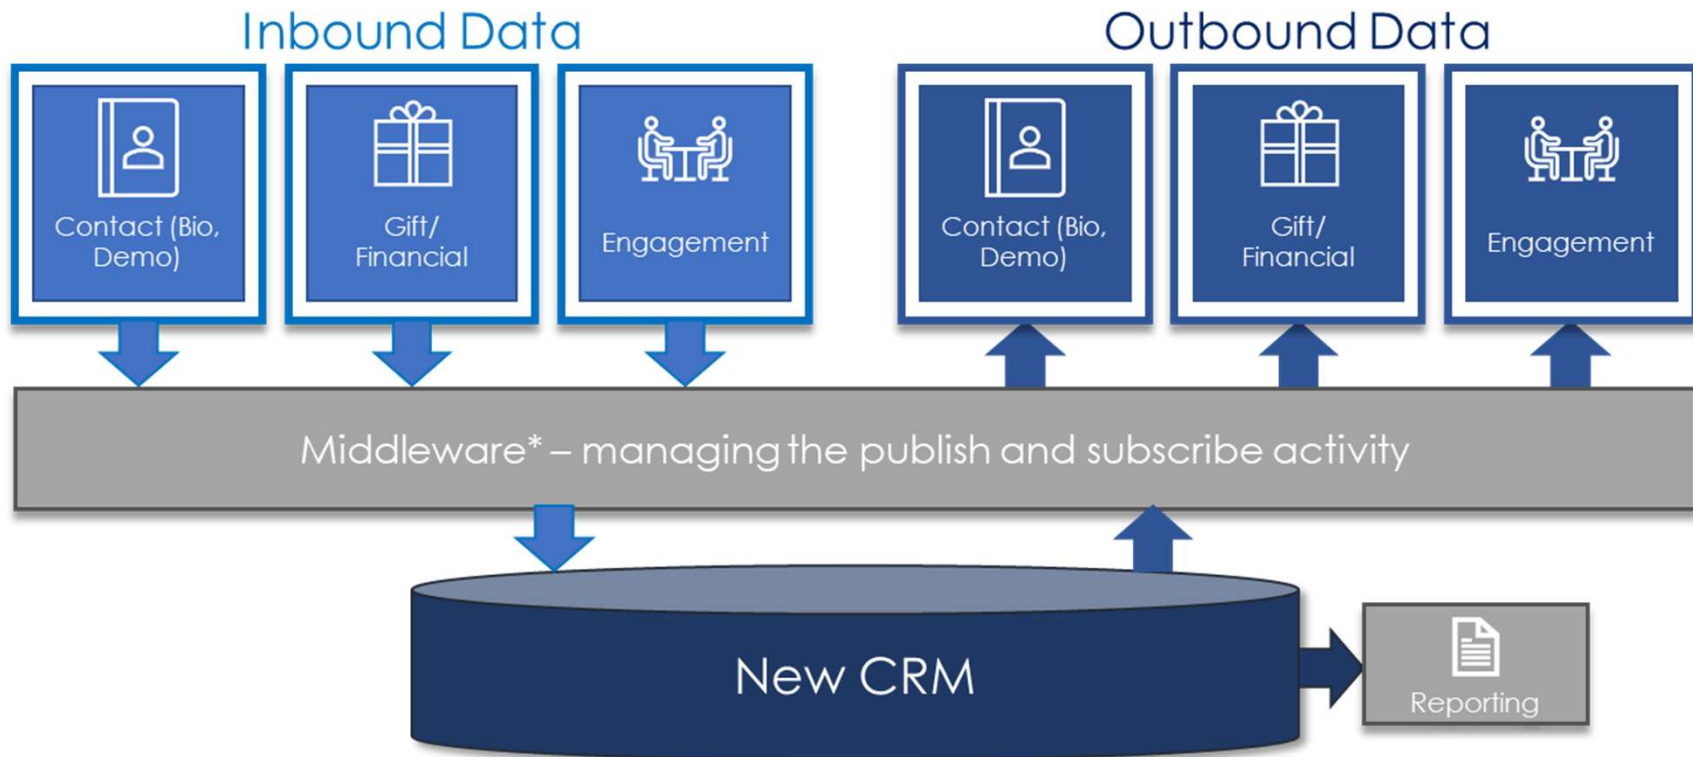 Inbound Data
Contact (Bio,
Demo)
Gift/
Financial
Engagement
Outbound Data
Contact (Bio,
Demo)
Gift/
Financial
Engagement
Middleware* – managing the publish and subscribe activity
New CRM
Reporting